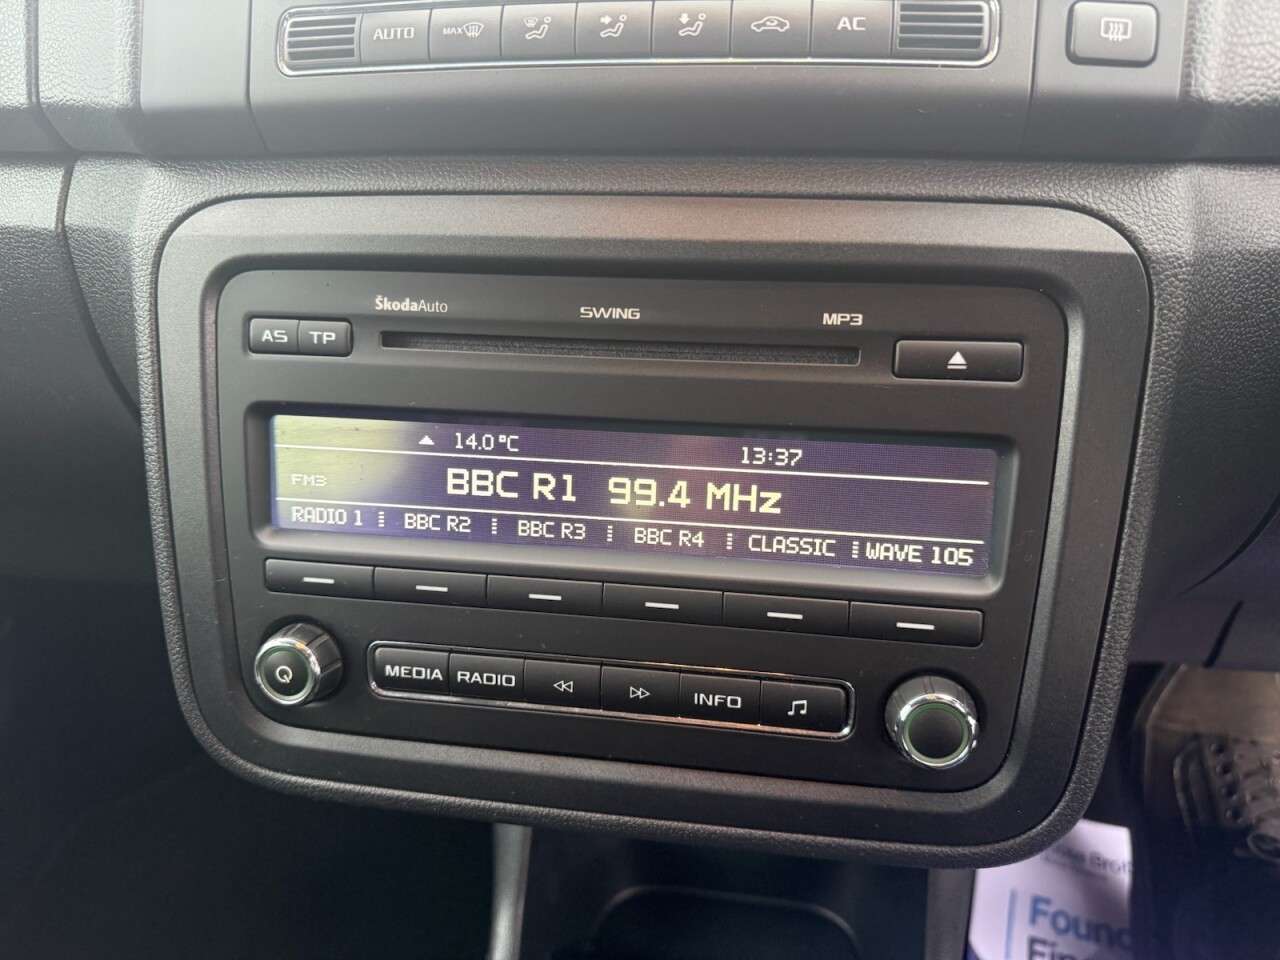 AUTO MAX AC
ŠkodaAuto SWING MP3
AS TP
14.0°C 13:37
FM3 BBC R1 99.4 MHz
RADIO 1 BBC R2 BBC R3 BBC R4 CLASSIC WAVE 105
MEDIA RADIO INFO
Found